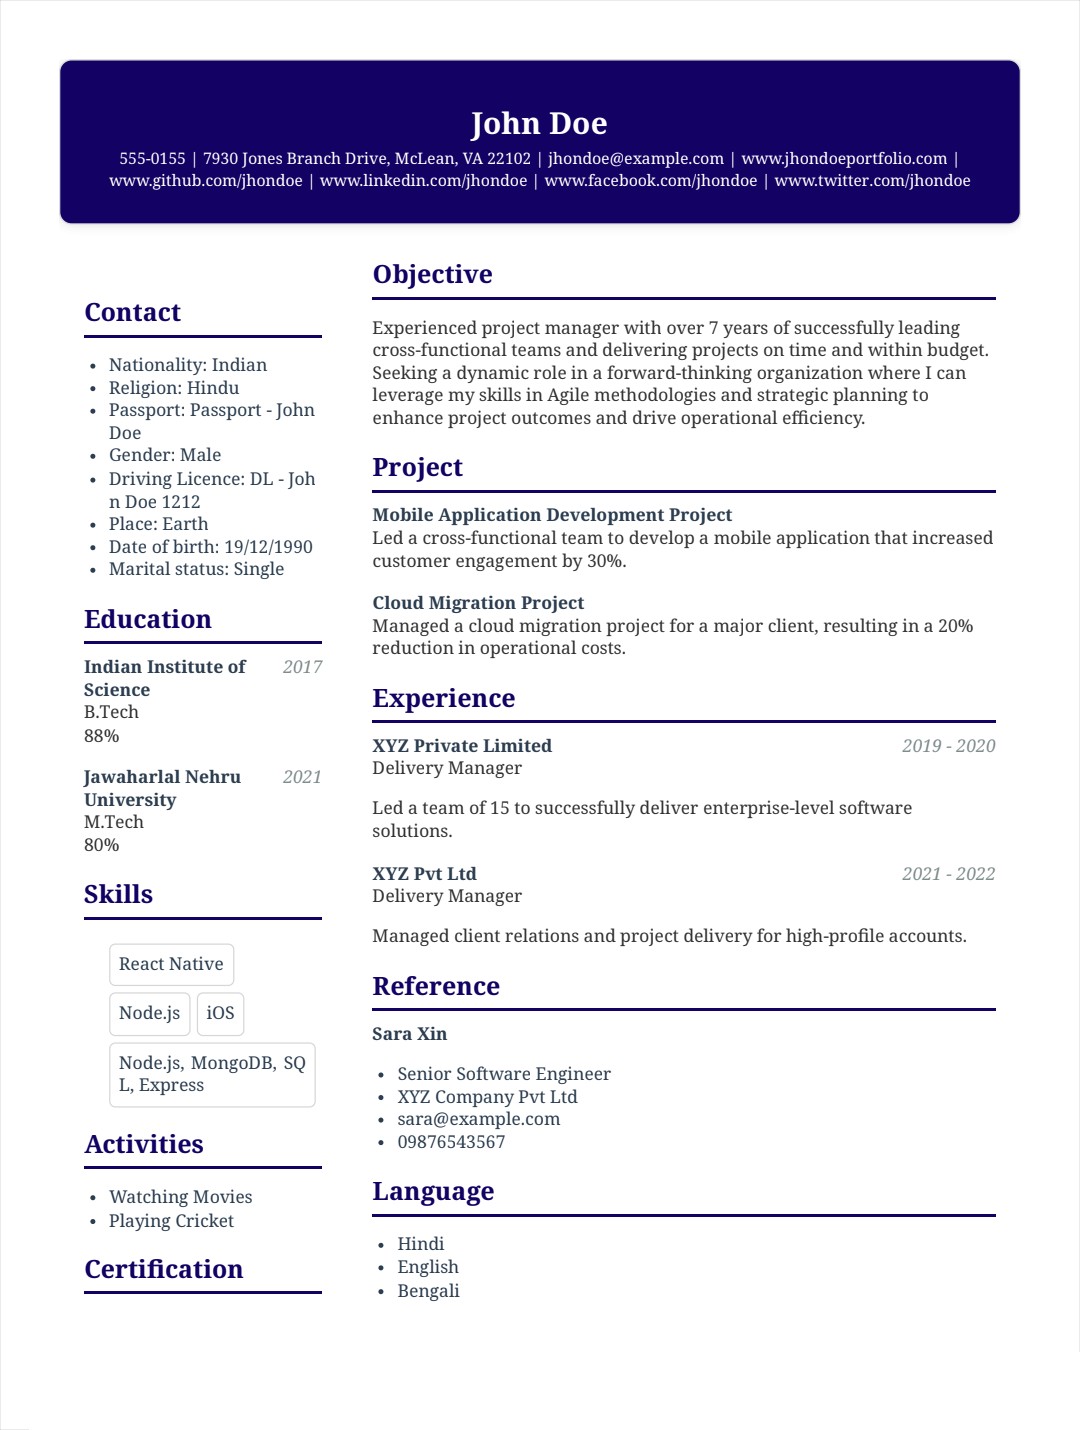 John Doe
555-0155 | 7930 Jones Branch Drive, McLean, VA 22102 | jhondoe@example.com | www.jhondoeportfolio.com |
www.github.com/jhondoe | www.linkedin.com/jhondoe | www.facebook.com/jhondoe | www.twitter.com/jhondoe
Contact
• Nationality: Indian
• Religion: Hindu
• Passport: Passport - John
Doe
• Gender: Male
• Driving Licence: DL - Joh
n Doe 1212
• Place: Earth
• Date of birth: 19/12/1990
• Marital status: Single
Education
Indian Institute of 2017
Science
B.Tech
88%
Jawaharlal Nehru 2021
University
M.Tech
80%
Skills
React Native
Node.js iOS
Node.js, MongoDB, SQ
L, Express
Activities
• Watching Movies
• Playing Cricket
Certification
Objective
Experienced project manager with over 7 years of successfully leading
cross-functional teams and delivering projects on time and within budget.
Seeking a dynamic role in a forward-thinking organization where I can
leverage my skills in Agile methodologies and strategic planning to
enhance project outcomes and drive operational efficiency.
Project
Mobile Application Development Project
Led a cross-functional team to develop a mobile application that increased
customer engagement by 30%.
Cloud Migration Project
Managed a cloud migration project for a major client, resulting in a 20%
reduction in operational costs.
Experience
XYZ Private Limited 2019 - 2020
Delivery Manager
Led a team of 15 to successfully deliver enterprise-level software
solutions.
XYZ Pvt Ltd 2021 - 2022
Delivery Manager
Managed client relations and project delivery for high-profile accounts.
Reference
Sara Xin
• Senior Software Engineer
• XYZ Company Pvt Ltd
• sara@example.com
• 09876543567
Language
• Hindi
• English
• Bengali